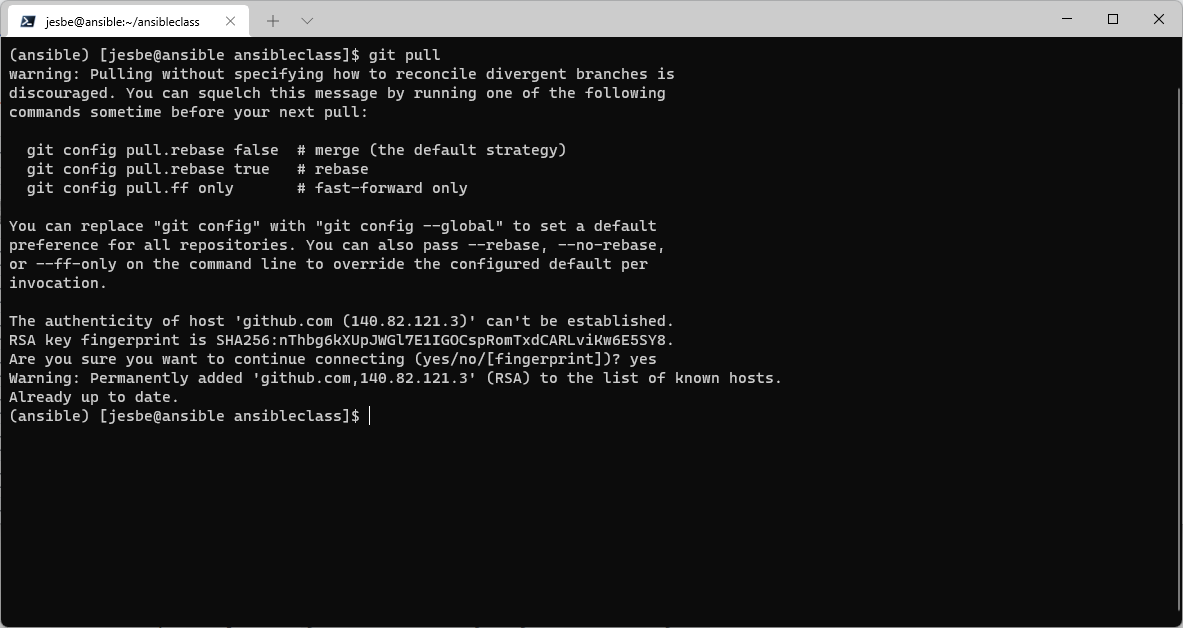 jesbe@ansible:~/ansibleclass
(ansible) [jesbe@ansible ansibleclass]$ git pull
warning: Pulling without specifying how to reconcile divergent branches is
discouraged. You can squelch this message by running one of the following
commands sometime before your next pull:

  git config pull.rebase false  # merge (the default strategy)
  git config pull.rebase true   # rebase
  git config pull.ff only       # fast-forward only

You can replace "git config" with "git config --global" to set a default
preference for all repositories. You can also pass --rebase, --no-rebase,
or --ff-only on the command line to override the configured default per
invocation.

The authenticity of host 'github.com (140.82.121.3)' can't be established.
RSA key fingerprint is SHA256:nThbg6kXUpJWGl7E1IGOCspRomTxdCARLviKw6E5SY8.
Are you sure you want to continue connecting (yes/no/[fingerprint])? yes
Warning: Permanently added 'github.com,140.82.121.3' (RSA) to the list of known hosts.
Already up to date.
(ansible) [jesbe@ansible ansibleclass]$